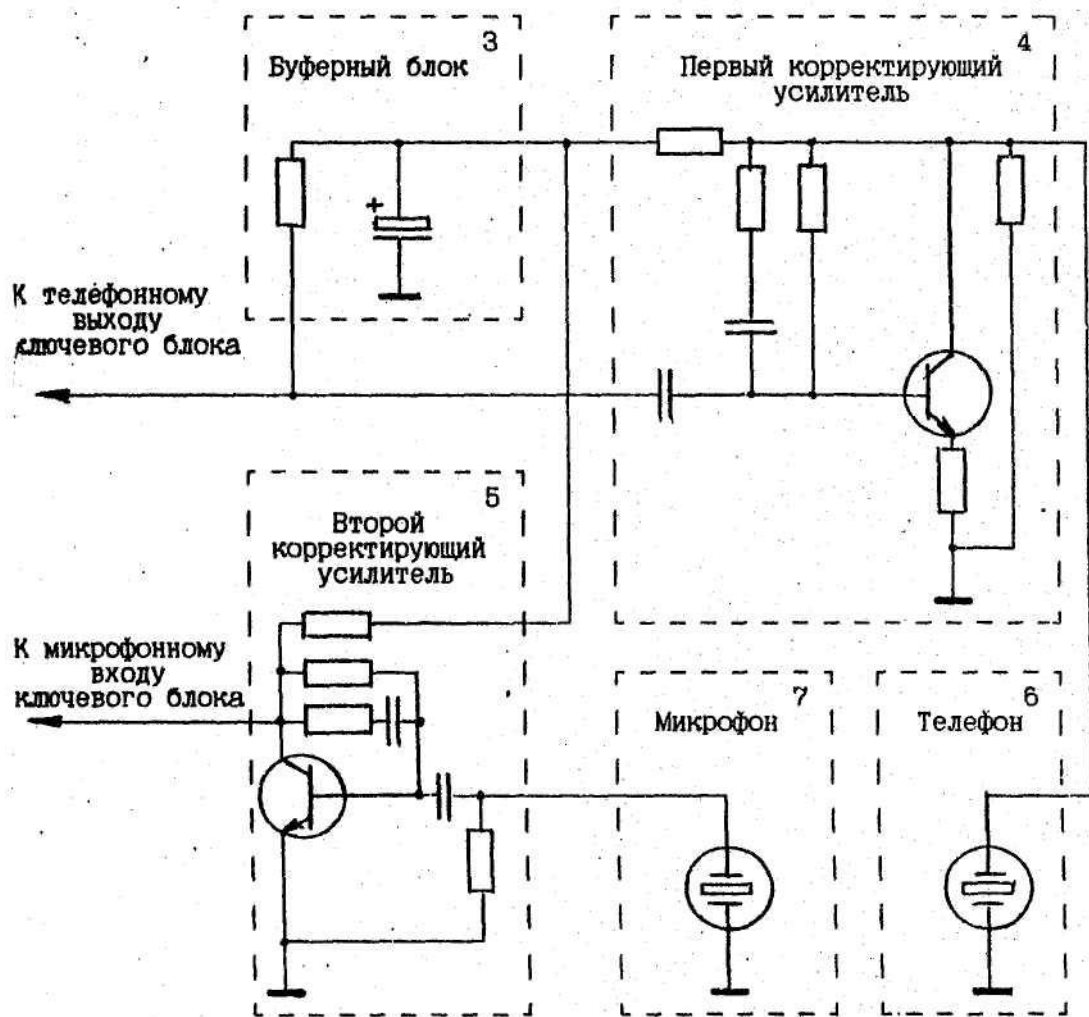 3
Буферный блок
4
Первый корректирующий
усилитель
+
К телефонному
выходу
ключевого блока
5
Второй
корректирующий
усилитель
К микрофонному
входу
ключевого блока
7
Микрофон
6
Телефон